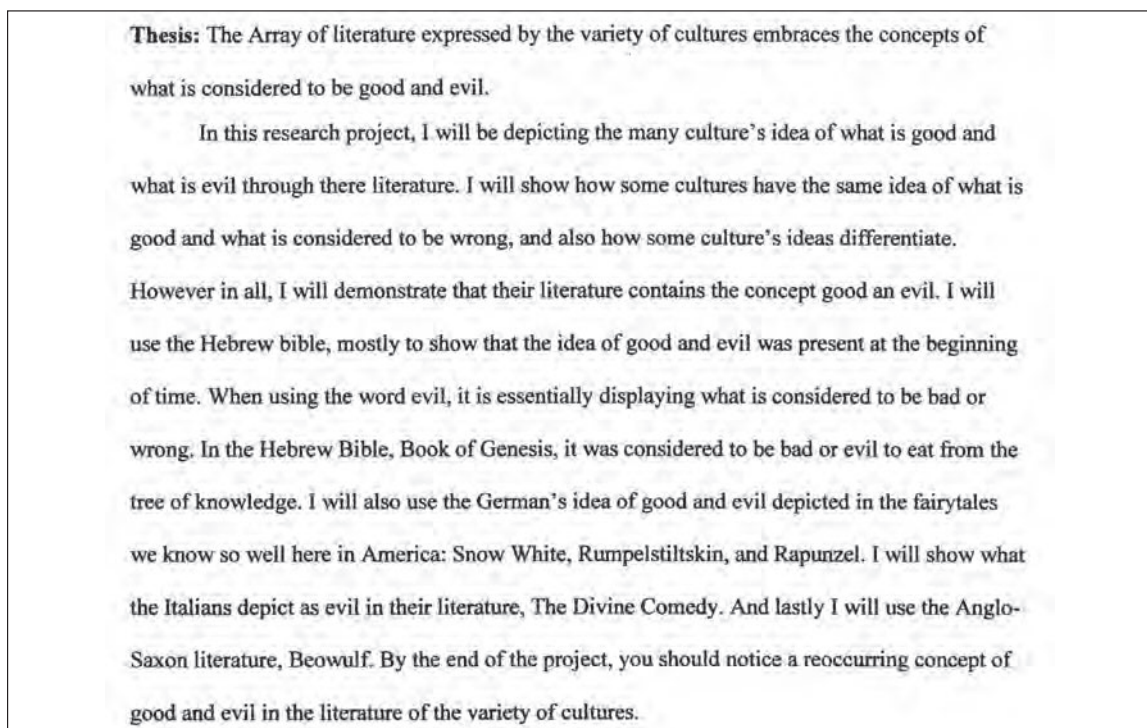 Thesis: The Array of literature expressed by the variety of cultures embraces the concepts of
what is considered to be good and evil.
In this research project, I will be depicting the many culture's idea of what is good and
what is evil through there literature. I will show how some cultures have the same idea of what is
good and what is considered to be wrong, and also how some culture's ideas differentiate.
However in all, I will demonstrate that their literature contains the concept good an evil. I will
use the Hebrew bible, mostly to show that the idea of good and evil was present at the beginning
of time. When using the word evil, it is essentially displaying what is considered to be bad or
wrong. In the Hebrew Bible, Book of Genesis, it was considered to be bad or evil to eat from the
tree of knowledge. I will also use the German's idea of good and evil depicted in the fairytales
we know so well here in America: Snow White, Rumpelstiltskin, and Rapunzel. I will show what
the Italians depict as evil in their literature, The Divine Comedy. And lastly I will use the Anglo-
Saxon literature, Beowulf. By the end of the project, you should notice a reoccurring concept of
good and evil in the literature of the variety of cultures.